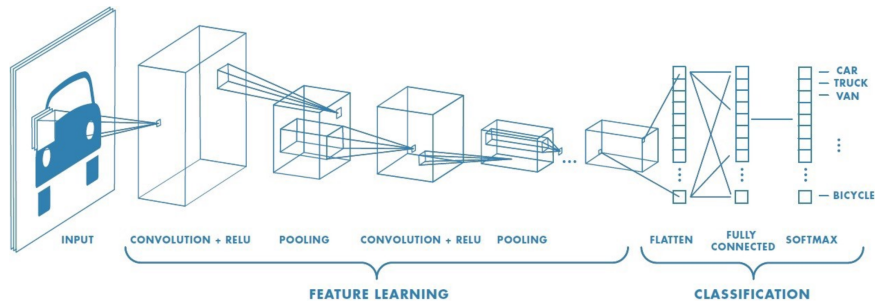 CAR
TRUCK
VAN
BICYCLE
INPUT
CONVOLUTION + RELU
POOLING
CONVOLUTION + RELU
POOLING
FLATTEN
FULLY
CONNECTED
SOFTMAX
FEATURE LEARNING
CLASSIFICATION